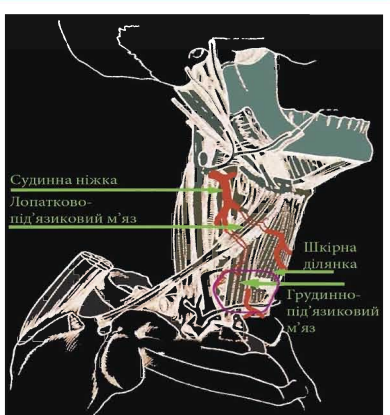 Судинна ніжка
Лопатково-
під'язиковий м'яз
Шкірна
ділянка
Грудинно-
під'язиковий
м'яз